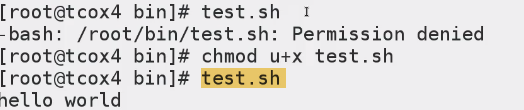 [root@tcox4 bin]# test.sh
-bash: /root/bin/test.sh: Permission denied
[root@tcox4 bin]# chmod u+x test.sh
[root@tcox4 bin]# test.sh
hello world